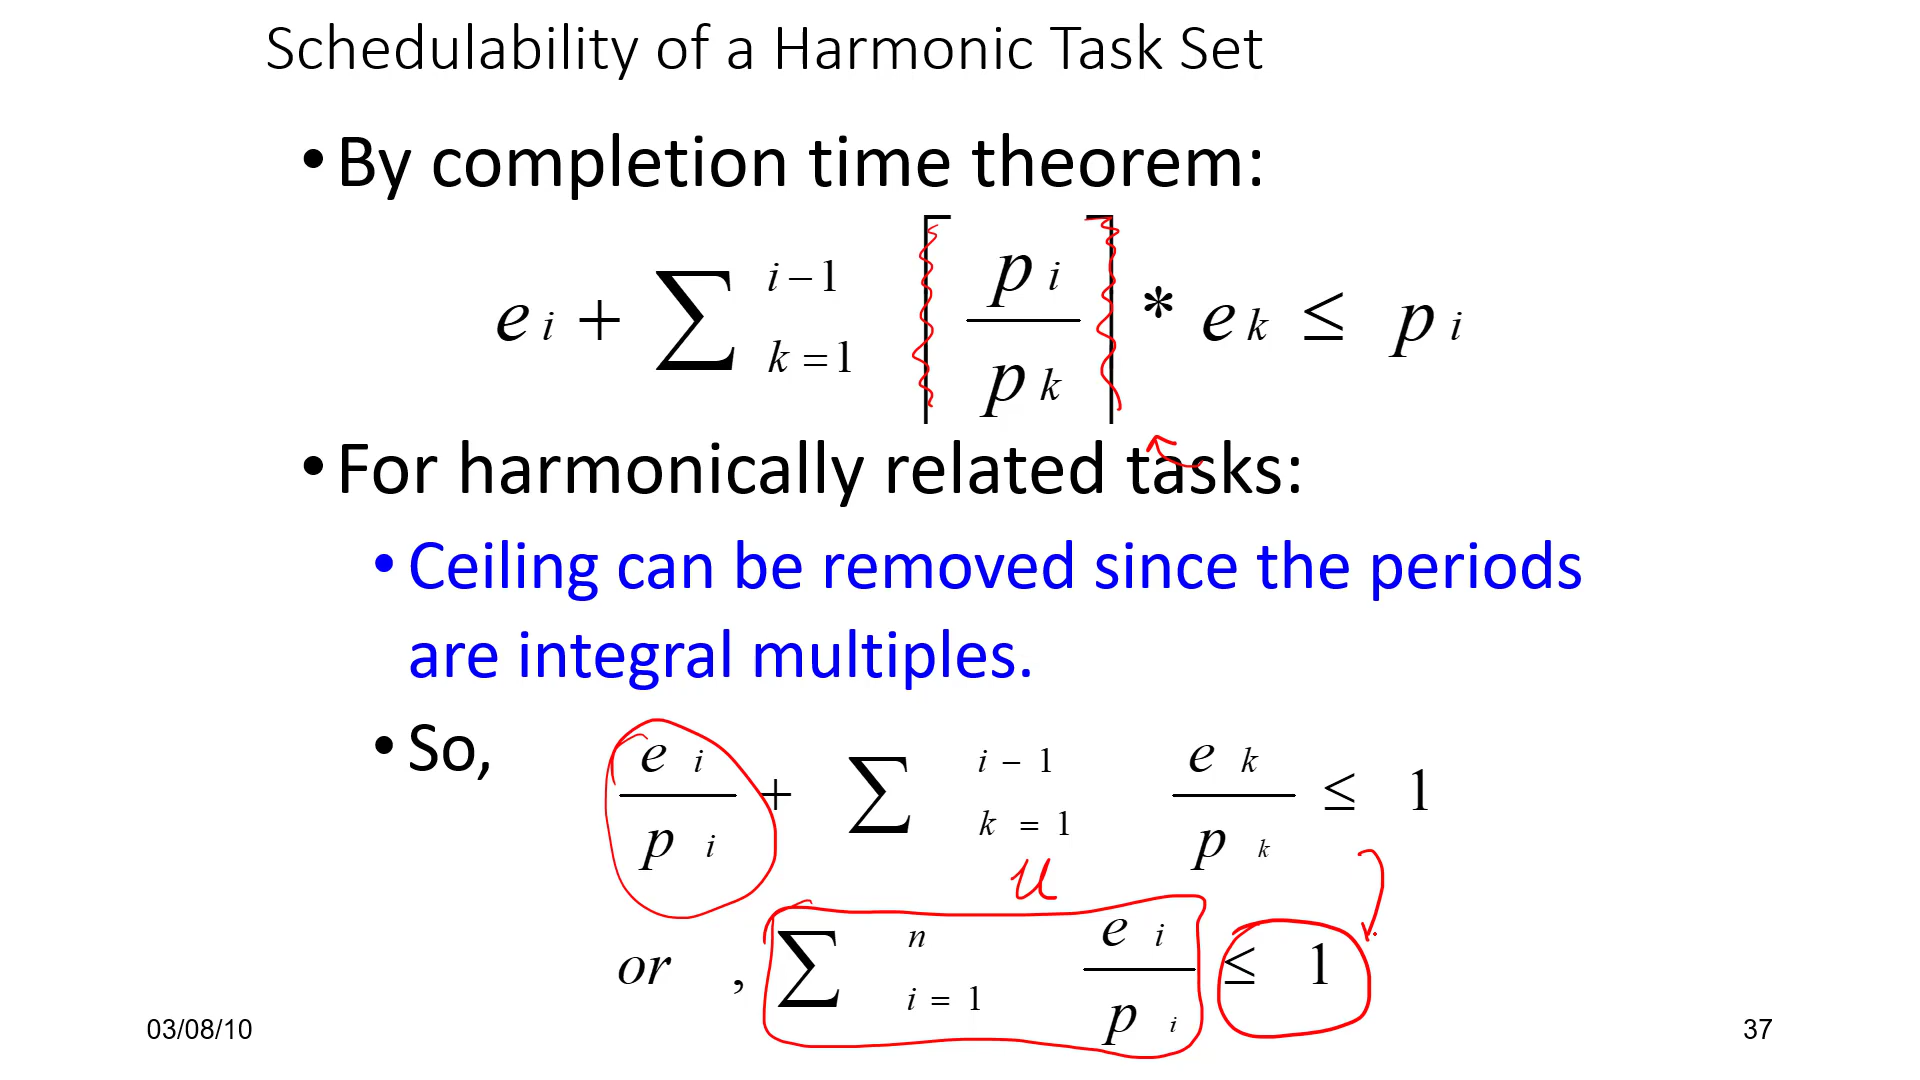 Schedulability of a Harmonic Task Set
• By completion time theorem:
e i + ∑ k=1 i−1 ⌈ p i / p k ⌉ * e k ≤ p i
• For harmonically related tasks:
• Ceiling can be removed since the periods
are integral multiples.
• So, e i / p i + ∑ k = 1 i − 1 e k / p k ≤ 1
u
or , ∑ i = 1 n e i / p i ≤ 1
03/08/10
37